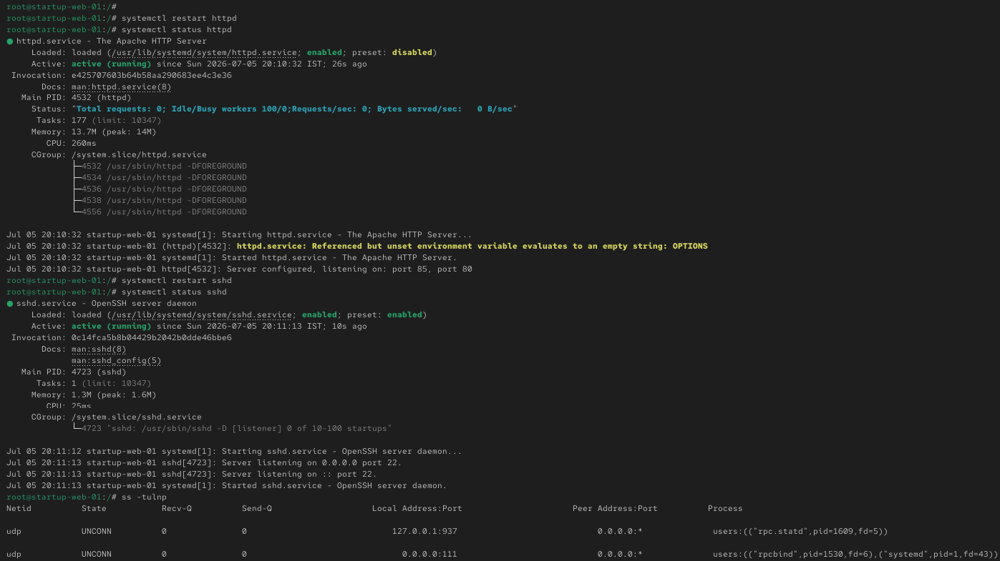 root@startup-web-01:/#
root@startup-web-01:/# systemctl restart httpd
root@startup-web-01:/# systemctl status httpd
● httpd.service - The Apache HTTP Server
     Loaded: loaded (/usr/lib/systemd/system/httpd.service; enabled; preset: disabled)
     Active: active (running) since Sun 2026-07-05 20:10:32 IST; 26s ago
 Invocation: e425707603b64b58aa290683ee4c3e36
       Docs: man:httpd.service(8)
   Main PID: 4532 (httpd)
     Status: "Total requests: 0; Idle/Busy workers 100/0;Requests/sec: 0; Bytes served/sec:   0 B/sec"
      Tasks: 177 (limit: 10347)
     Memory: 13.7M (peak: 14M)
        CPU: 260ms
     CGroup: /system.slice/httpd.service
             ├─4532 /usr/sbin/httpd -DFOREGROUND
             ├─4534 /usr/sbin/httpd -DFOREGROUND
             ├─4536 /usr/sbin/httpd -DFOREGROUND
             ├─4538 /usr/sbin/httpd -DFOREGROUND
             └─4556 /usr/sbin/httpd -DFOREGROUND

Jul 05 20:10:32 startup-web-01 systemd[1]: Starting httpd.service - The Apache HTTP Server...
Jul 05 20:10:32 startup-web-01 (httpd)[4532]: httpd.service: Referenced but unset environment variable evaluates to an empty string: OPTIONS
Jul 05 20:10:32 startup-web-01 systemd[1]: Started httpd.service - The Apache HTTP Server.
Jul 05 20:10:32 startup-web-01 httpd[4532]: Server configured, listening on: port 85, port 80
root@startup-web-01:/# systemctl restart sshd
root@startup-web-01:/# systemctl status sshd
● sshd.service - OpenSSH server daemon
     Loaded: loaded (/usr/lib/systemd/system/sshd.service; enabled; preset: enabled)
     Active: active (running) since Sun 2026-07-05 20:11:13 IST; 10s ago
 Invocation: 0c14fca5b8b04429b2042b0dde46bbe6
       Docs: man:sshd(8)
             man:sshd_config(5)
   Main PID: 4723 (sshd)
      Tasks: 1 (limit: 10347)
     Memory: 1.3M (peak: 1.6M)
        CPU: 25ms
     CGroup: /system.slice/sshd.service
             └─4723 "sshd: /usr/sbin/sshd -D [listener] 0 of 10-100 startups"

Jul 05 20:11:12 startup-web-01 systemd[1]: Starting sshd.service - OpenSSH server daemon...
Jul 05 20:11:13 startup-web-01 sshd[4723]: Server listening on 0.0.0.0 port 22.
Jul 05 20:11:13 startup-web-01 sshd[4723]: Server listening on :: port 22.
Jul 05 20:11:13 startup-web-01 systemd[1]: Started sshd.service - OpenSSH server daemon.
root@startup-web-01:/# ss -tulnp
Netid          State           Recv-Q          Send-Q                    Local Address:Port                      Peer Address:Port          Process
udp            UNCONN          0               0                             127.0.0.1:937                            0.0.0.0:*              users:(("rpc.statd",pid=1609,fd=5))
udp            UNCONN          0               0                               0.0.0.0:111                            0.0.0.0:*              users:(("rpcbind",pid=1530,fd=6),("systemd",pid=1,fd=43))